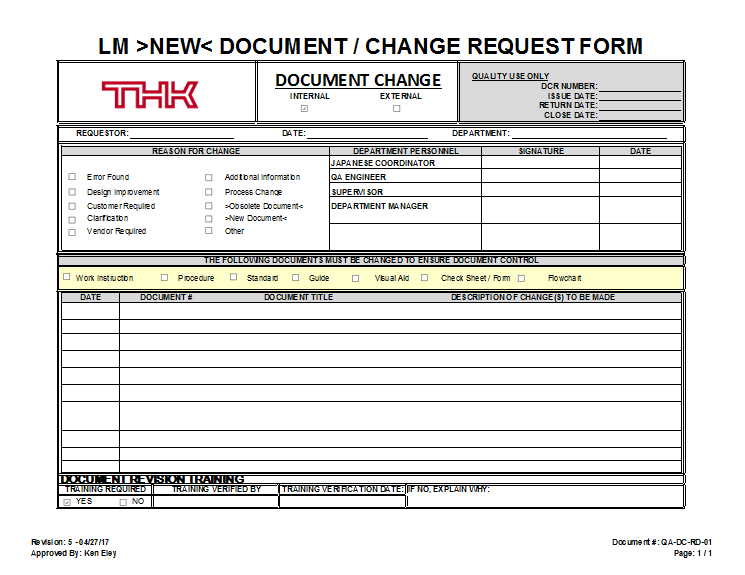 LM >NEW< DOCUMENT / CHANGE REQUEST FORM
THK
DOCUMENT CHANGE
INTERNAL EXTERNAL
QUALITY USE ONLY
DCR NUMBER:
ISSUE DATE:
RETURN DATE:
CLOSE DATE:
REQUESTOR: DATE: DEPARTMENT:
REASON FOR CHANGE DEPARTMENT PERSONNEL SIGNATURE DATE
JAPANESE COORDINATOR
Error Found Additional Information QA ENGINEER
Design Improvement Process Change SUPERVISOR
Customer Required >Obsolete Document< DEPARTMENT MANAGER
Clarification >New Document<
Vendor Required Other
THE FOLLOWING DOCUMENTS MUST BE CHANGED TO ENSURE DOCUMENT CONTROL
Work Instruction Procedure Standard Guide Visual Aid Check Sheet / Form Flowchart
DATE DOCUMENT # DOCUMENT TITLE DESCRIPTION OF CHANGE(S) TO BE MADE
DOCUMENT REVISION TRAINING
TRAINING REQUIRED TRAINING VERIFIED BY TRAINING VERIFICATION DATE: IF NO, EXPLAIN WHY:
YES NO
Revision: 5 - 04/27/17 Document #: QA-DC-RD-01
Approved By: Ken Eley Page: 1 / 1